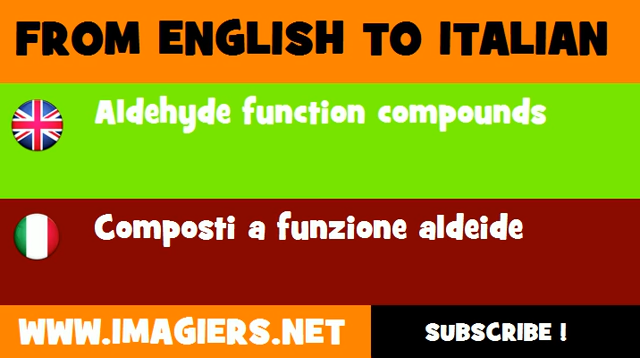 FROM ENGLISH TO ITALIAN
Aldehyde function compounds
Composti a funzione aldeide
WWW.IMAGIERS.NET
SUBSCRIBE !